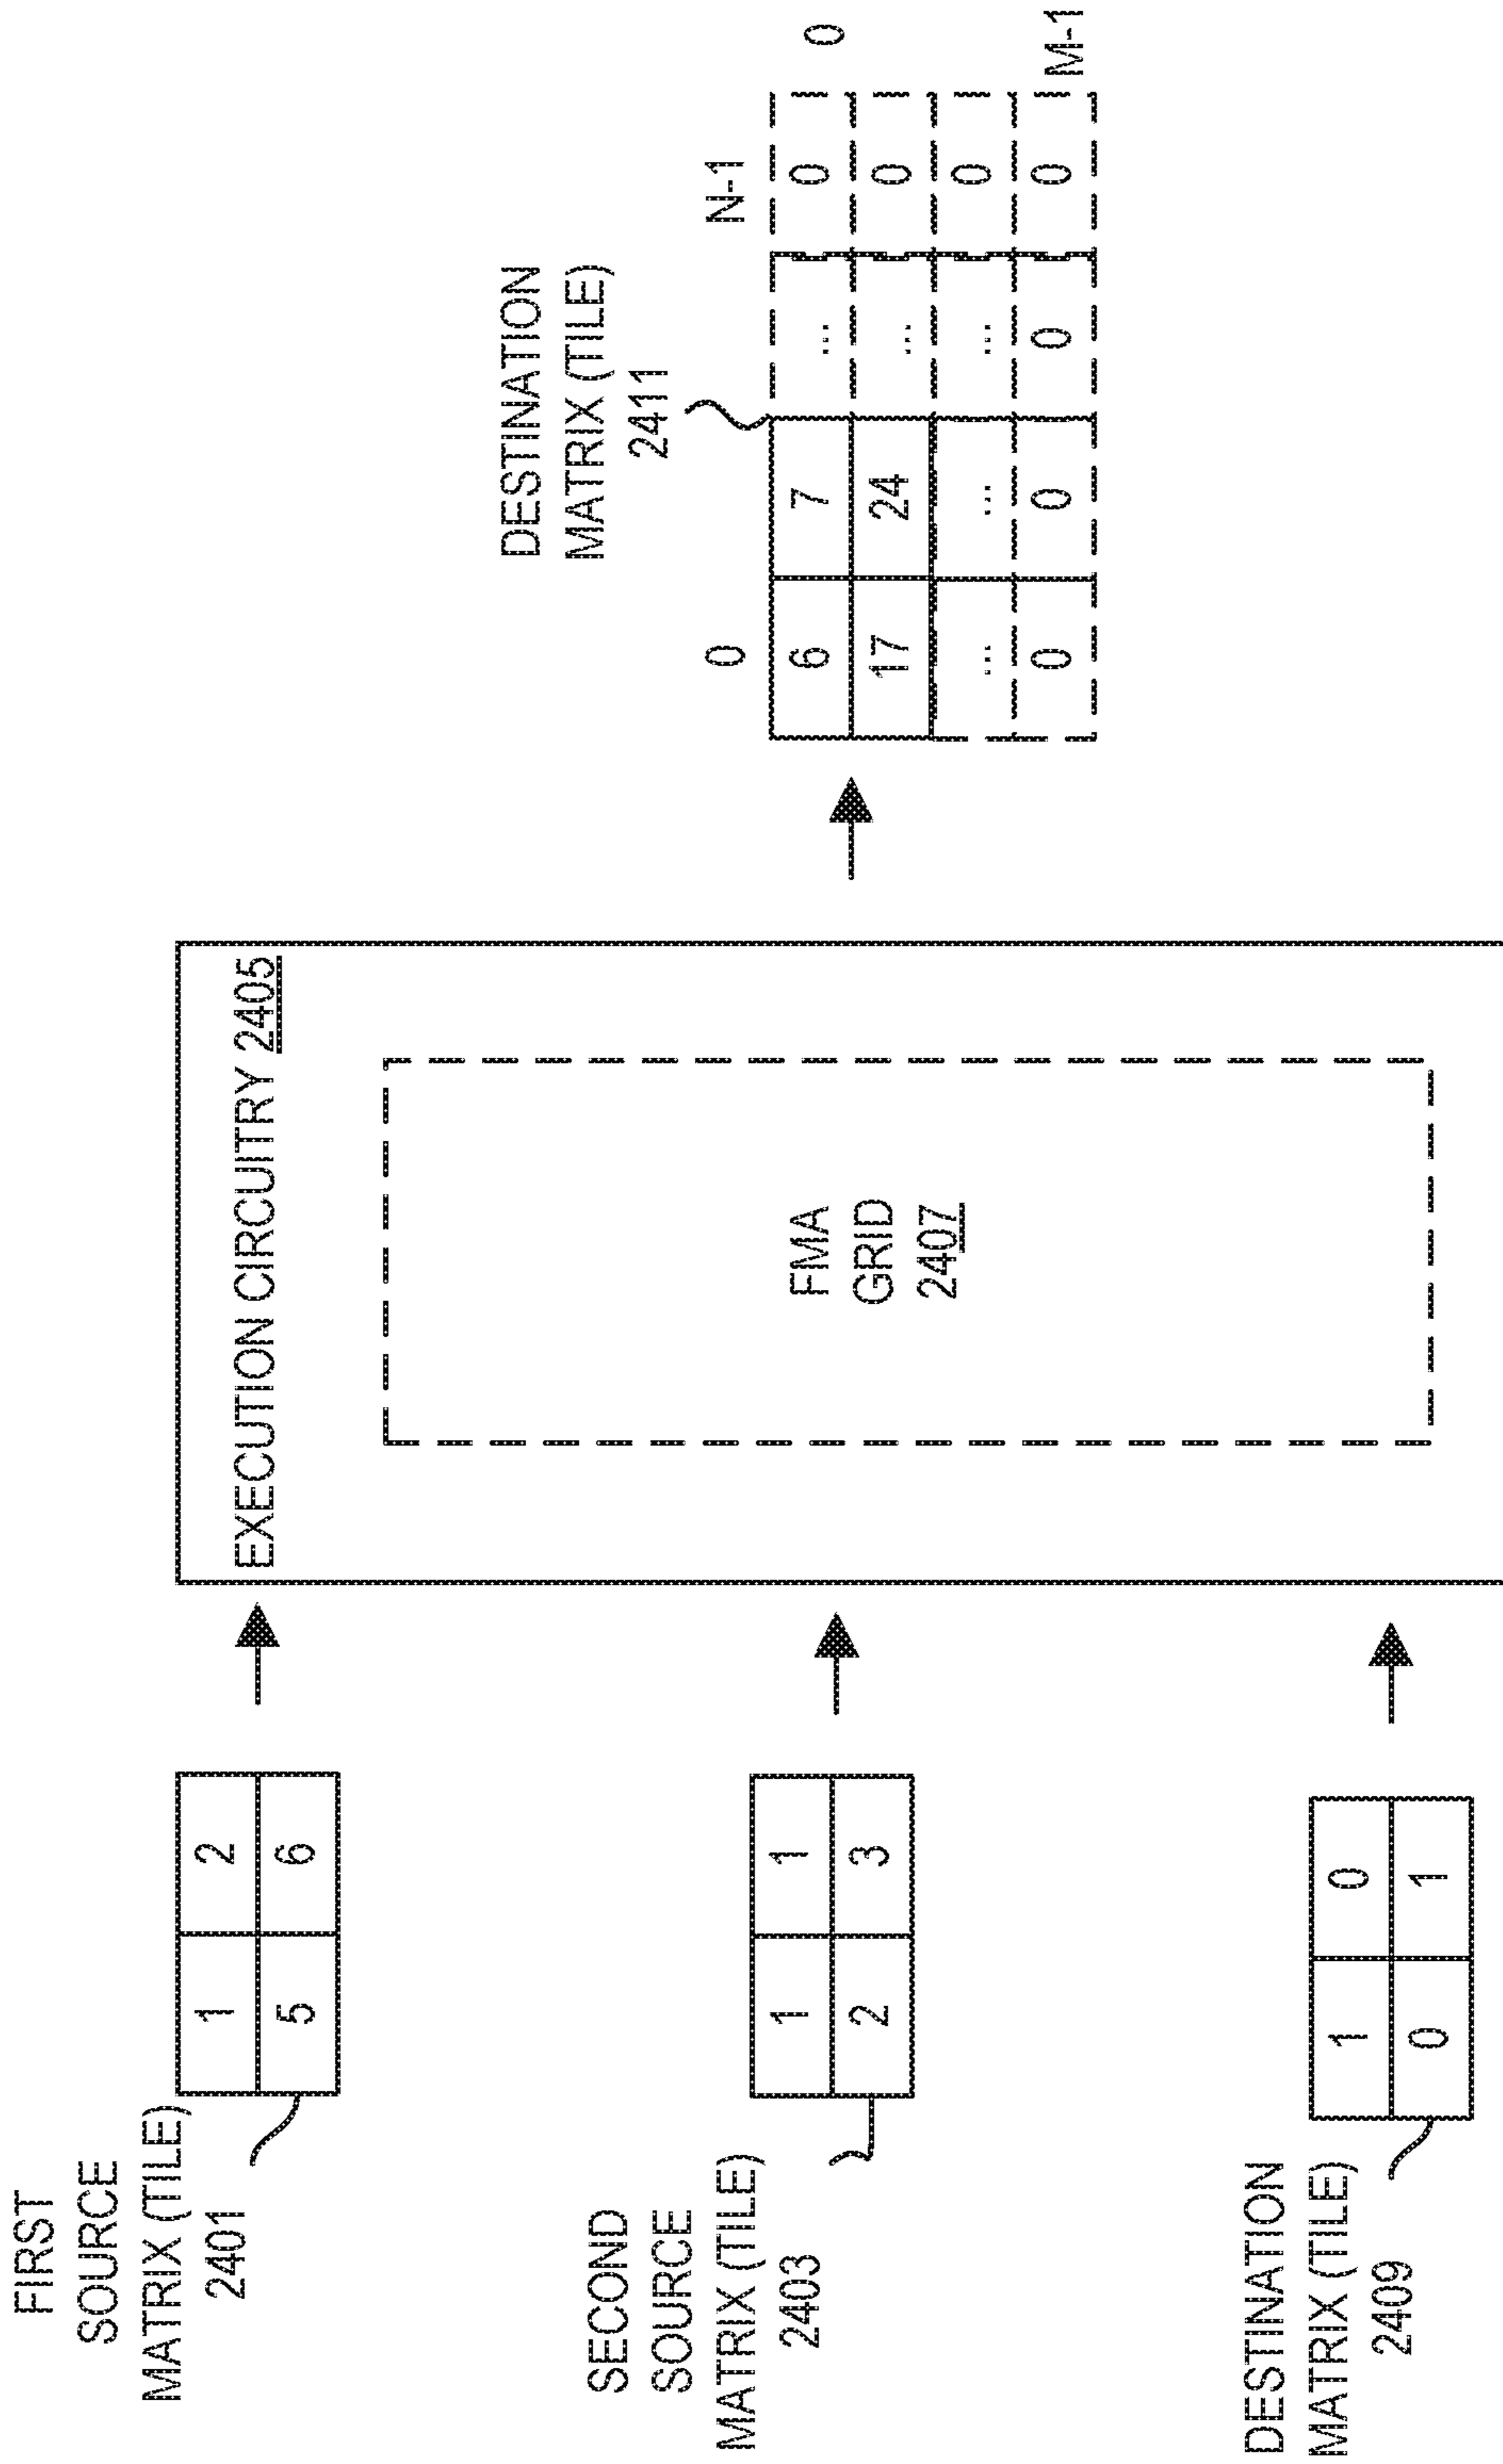 FIRST
SOURCE
MATRIX (TILE)
2401
1 2
5 6
SECOND
SOURCE
MATRIX (TILE)
2403
1 1
2 3
DESTINATION
MATRIX (TILE)
2409
1 0
0 1
EXECUTION CIRCUITRY 2405
FMA
GRID
2407
DESTINATION
MATRIX (TILE)
2411
0 N-1
6 7 ... 0 0
17 24 ... 0
... ... ... 0
0 0 0 0 M-1